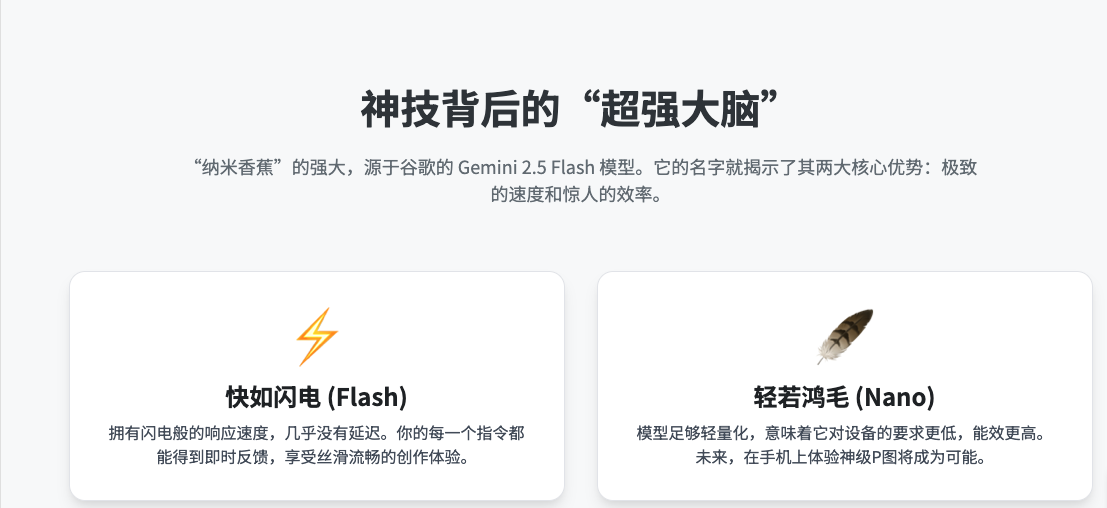 神技背后的“超强大脑”
“纳米香蕉”的强大，源于谷歌的 Gemini 2.5 Flash 模型。它的名字就揭示了其两大核心优势：极致
的速度和惊人的效率。
快如闪电 (Flash)
拥有闪电般的响应速度，几乎没有延迟。你的每一个指令都
能得到即时反馈，享受丝滑流畅的创作体验。
轻若鸿毛 (Nano)
模型足够轻量化，意味着它对设备的要求更低，能效更高。
未来，在手机上体验神级P图将成为可能。